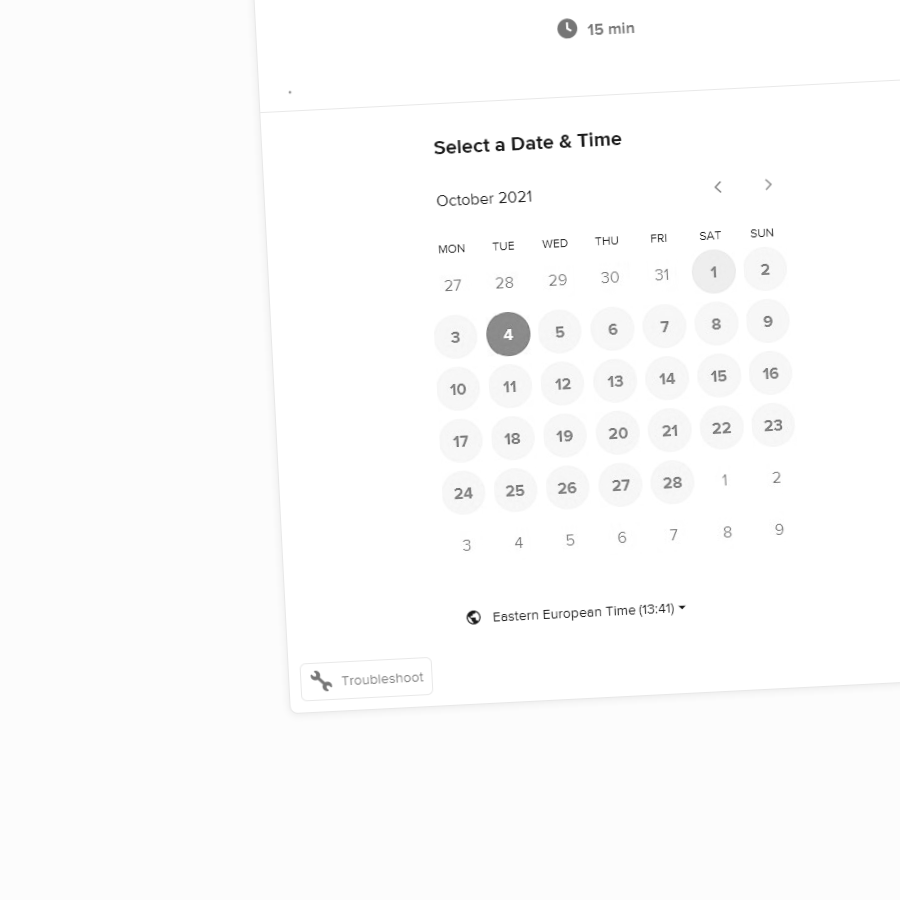 15 min
.
Select a Date & Time
October 2021
MON TUE WED THU FRI SAT SUN
27 28 29 30 31 1 2
3 4 5 6 7 8 9
10 11 12 13 14 15 16
17 18 19 20 21 22 23
24 25 26 27 28 1 2
3 4 5 6 7 8 9
Eastern European Time (13:41)
Troubleshoot